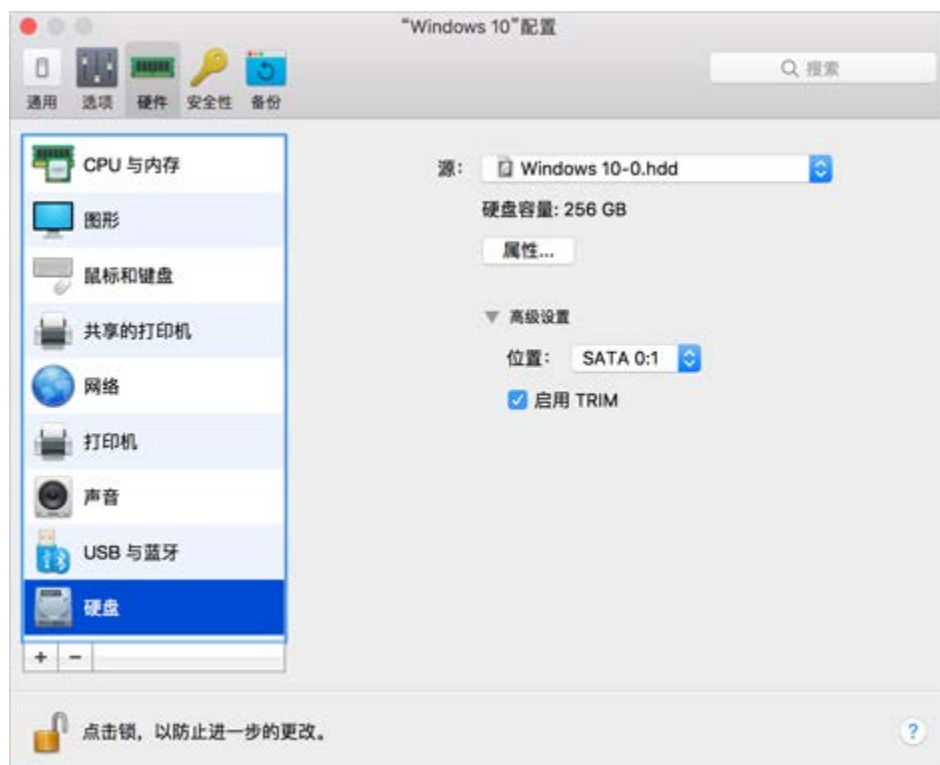 “Windows 10”配置
通用 选项 硬件 安全性 备份
搜索
CPU 与内存
图形
鼠标和键盘
共享的打印机
网络
打印机
声音
USB 与蓝牙
硬盘
+ −
源: Windows 10-0.hdd
硬盘容量: 256 GB
属性...
高级设置
位置: SATA 0:1
启用 TRIM
点击锁，以防止进一步的更改。
?